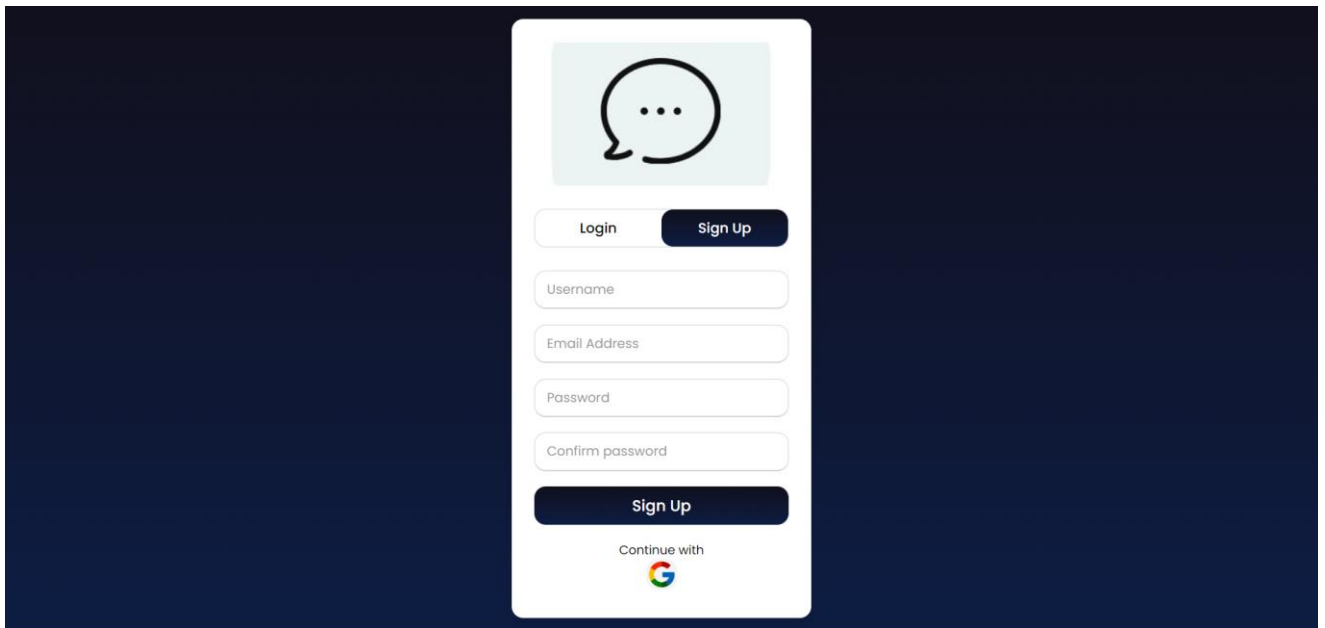 Login Sign Up
Username
Email Address
Password
Confirm password
Sign Up
Continue with